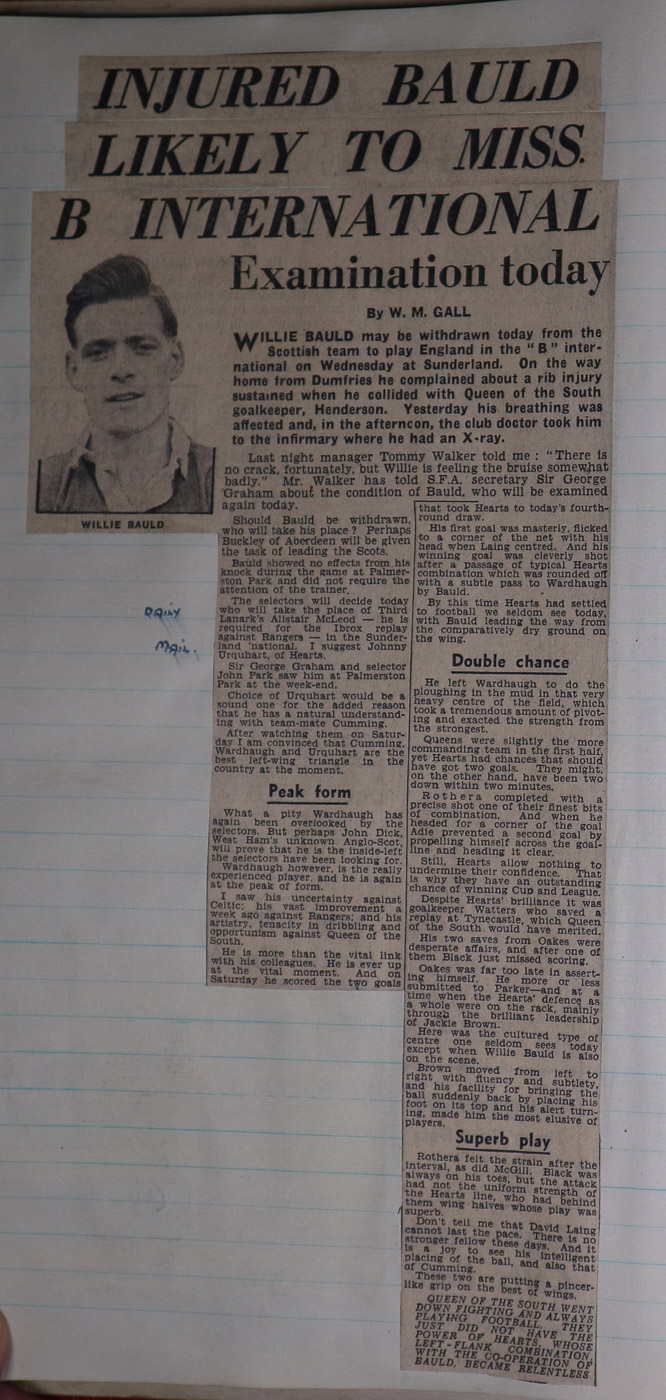 INJURED BAULD
LIKELY TO MISS.
B INTERNATIONAL
Examination today
By W. M. GALL
WILLIE BAULD may be withdrawn today from the
Scottish team to play England in the "B" inter-
national on Wednesday at Sunderland. On the way
home from Dumfries he complained about a rib injury
sustained when he collided with Queen of the South
goalkeeper, Henderson. Yesterday his breathing was
affected and, in the afternoon, the club doctor took him
to the infirmary where he had an X-ray.
Last night manager Tommy Walker told me: "There is
no crack, fortunately, but Willie is feeling the bruise somewhat
badly." Mr. Walker has told S.F.A. secretary Sir George
Graham about the condition of Bauld, who will be examined
again today.
WILLIE BAULD
Should Bauld be withdrawn,
who will take his place? Perhaps
Buckley of Aberdeen will be given
the task of leading the Scots.
Bauld showed no effects from his
knock during the game at Palmer-
ston Park and did not require the
attention of the trainer.
The selectors will decide today
who will take the place of Third
Lanark's Alistair McLeod — he is
required for the Ibrox replay
against Rangers — in the Sunder-
land 'national. I suggest Johnny
Urquhart, of Hearts.
Sir George Graham and selector
John Park saw him at Palmerston
Park at the week-end.
Choice of Urquhart would be a
sound one for the added reason
that he has a natural understand-
ing with team-mate Cumming.
After watching them on Satur-
day I am convinced that Cumming,
Wardhaugh and Urquhart are the
best left-wing triangle in the
country at the moment.
Peak form
What a pity Wardhaugh has
again been overlooked by the
selectors. But perhaps John Dick,
West Ham's unknown Anglo-Scot,
will prove that he is the inside-left
the selectors have been looking for.
Wardhaugh however, is the really
experienced player, and he is again
at the peak of form.
I saw his uncertainty against
Celtic; his vast improvement a
week ago against Rangers; and his
artistry, tenacity in dribbling and
opportunism against Queen of the
South.
He is more than the vital link
with his colleagues. He is ever up
at the vital moment. And on
Saturday he scored the two goals
that took Hearts to today's fourth-
round draw.
His first goal was masterly, flicked
to a corner of the net with his
head when Laing centred. And his
winning goal was cleverly shot
after a passage of typical Hearts
combination which was rounded off
with a subtle pass to Wardhaugh
by Bauld.
By this time Hearts had settled
to football we seldom see today,
with Bauld leading the way from
the comparatively dry ground on
the wing.
Double chance
He left Wardhaugh to do the
ploughing in the mud in that very
heavy centre of the field, which
took a tremendous amount of pivot-
ing and exacted the strength from
the strongest.
Queens were slightly the more
commanding team in the first half,
yet Hearts had chances that should
have got two goals. They might,
on the other hand, have been two
down within two minutes.
Rothera completed with a
precise shot one of their finest bits
of combination. And when he
headed for a corner of the goal
Adie prevented a second goal by
propelling himself across the goal-
line and heading it clear.
Still, Hearts allow nothing to
undermine their confidence. That
is why they have an outstanding
chance of winning Cup and League.
Despite Hearts' brilliance it was
goalkeeper Watters who saved a
replay at Tynecastle, which Queen
of the South would have merited.
His two saves from Oakes were
desperate affairs, and after one of
them Black just missed scoring.
Oakes was far too late in assert-
ing himself. He more or less
submitted to Parker—and at a
time when the Hearts' defence as
a whole were on the rack, mainly
through the brilliant leadership
of Jackie Brown.
Here was the cultured type of
centre one seldom sees today
except when Willie Bauld is also
on the scene.
Brown moved from left to
right with fluency and subtlety,
and his facility for bringing the
ball suddenly back by placing his
foot on its top and his alert turn-
ing, made him the most elusive of
players.
Superb play
Rothera felt the strain after the
interval, as did McGill. Black was
always on his toes, but the attack
had not the uniform strength of
the Hearts line, who had behind
them wing halves whose play was
superb.
Don't tell me that David Laing
cannot last the pace. There is no
stronger fellow these days. And it
is a joy to see his intelligent
placing of the ball, and also that
of Cumming.
These two are putting a pincer-
like grip on the best of wings.
QUEEN OF THE SOUTH WENT
DOWN FIGHTING AND ALWAYS
PLAYING FOOTBALL, THEY
JUST DID NOT HAVE THE
POWER OF HEARTS, WHOSE
LEFT-FLANK COMBINATION,
WITH THE CO-OPERATION OF
BAULD, BECAME RELENTLESS
DAILY
MAIL.